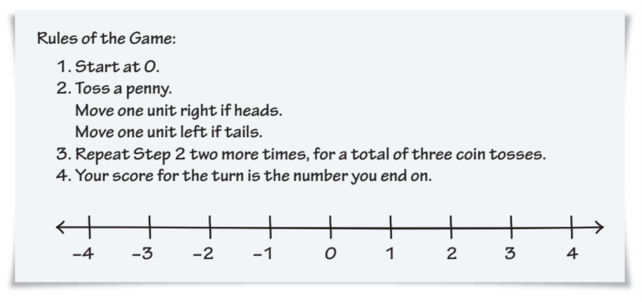 Rules of the Game:
1. Start at 0.
2. Toss a penny.
Move one unit right if heads.
Move one unit left if tails.
3. Repeat Step 2 two more times, for a total of three coin tosses.
4. Your score for the turn is the number you end on.
–4 –3 –2 –1 0 1 2 3 4